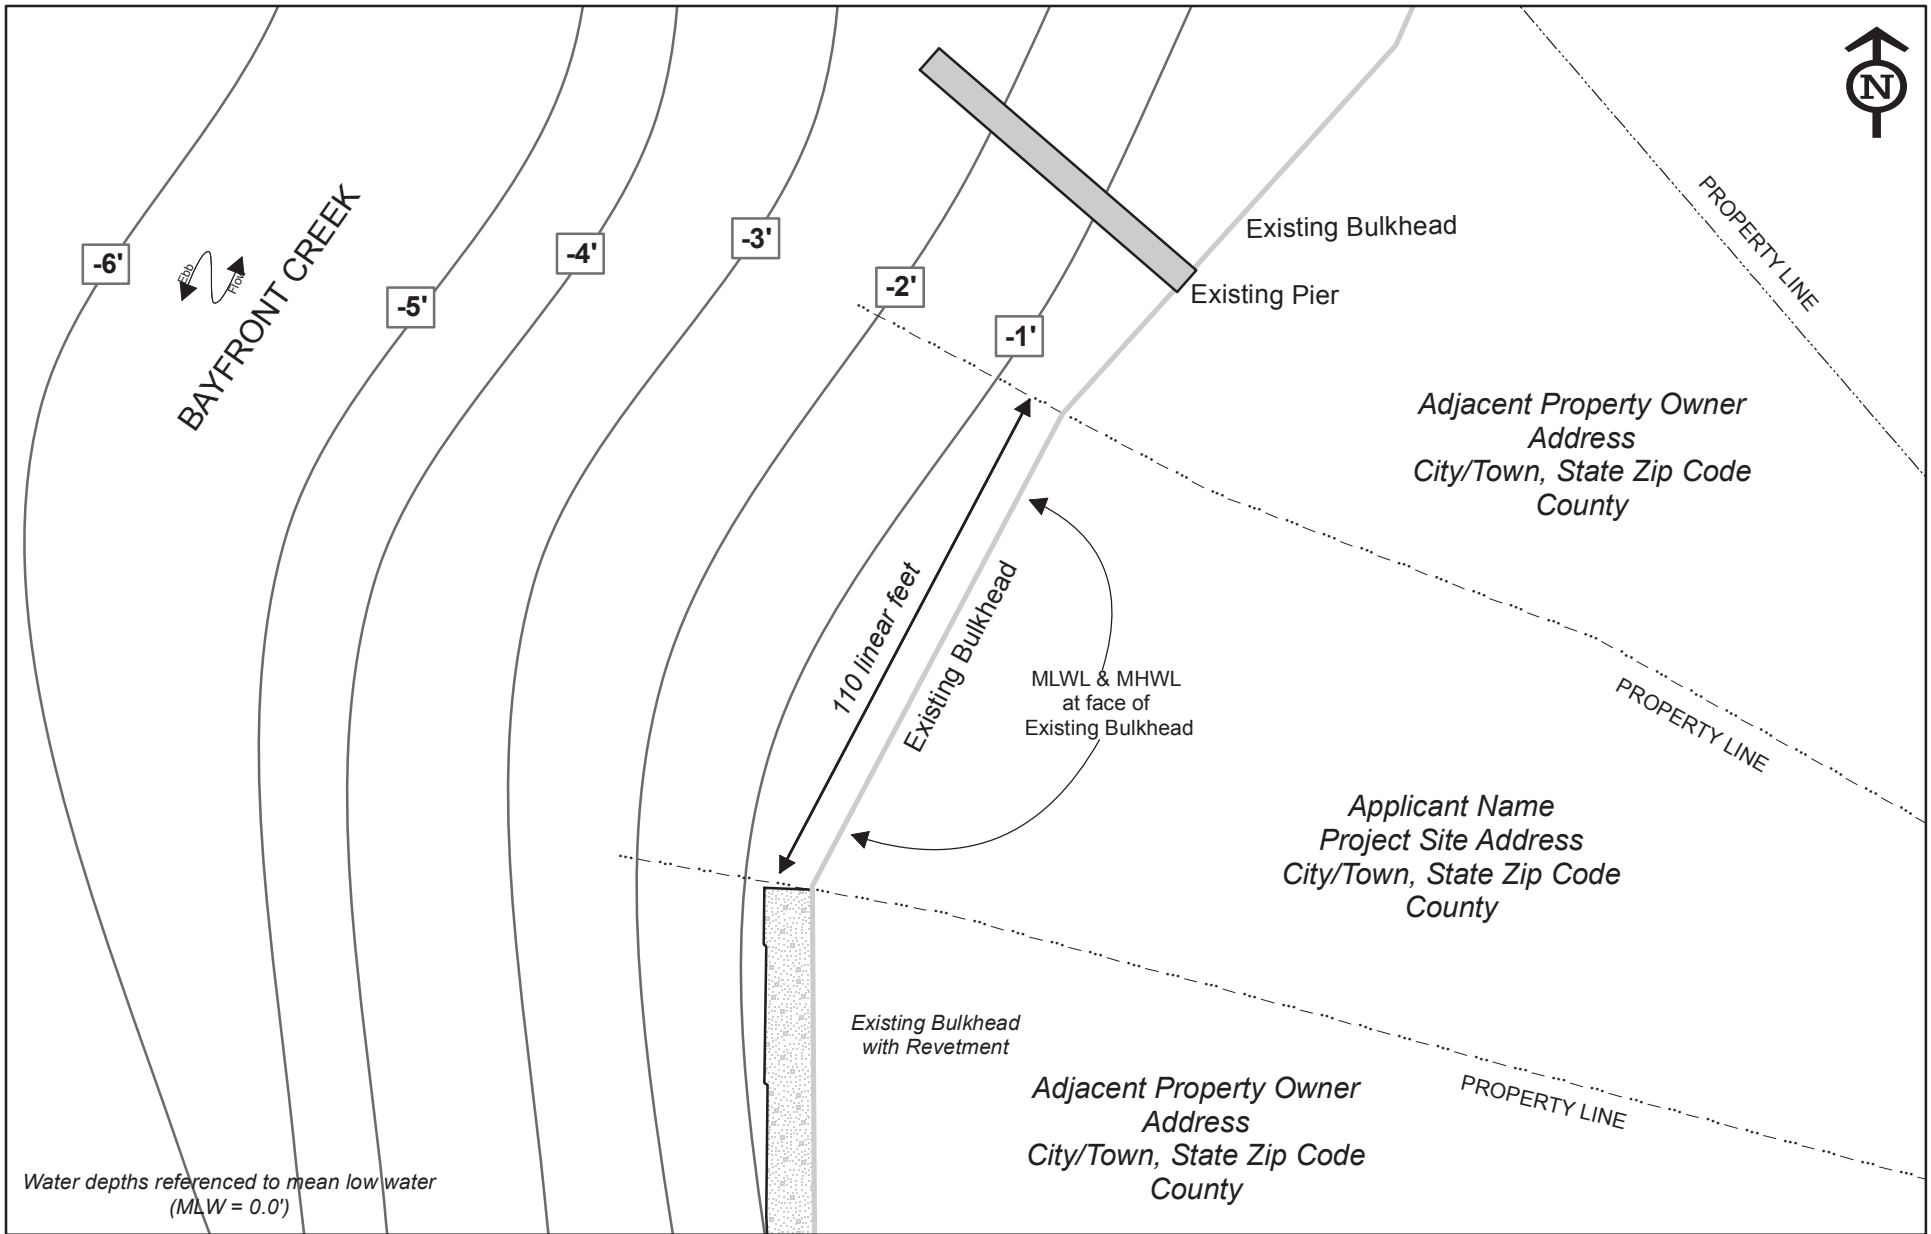 N
PROPERTY LINE
Existing Bulkhead
-3'
-4'
-6'
Ebb
Flow
BAYFRONT CREEK
-2'
Existing Pier
-5'
-1'
Adjacent Property Owner
Address
City/Town, State Zip Code
County
110 linear feet
Existing Bulkhead
MLWL & MHWL
at face of
Existing Bulkhead
PROPERTY LINE
Applicant Name
Project Site Address
City/Town, State Zip Code
County
Existing Bulkhead
with Revetment
Adjacent Property Owner
Address
City/Town, State Zip Code
County
PROPERTY LINE
Water depths referenced to mean low water
(MLW = 0.0')